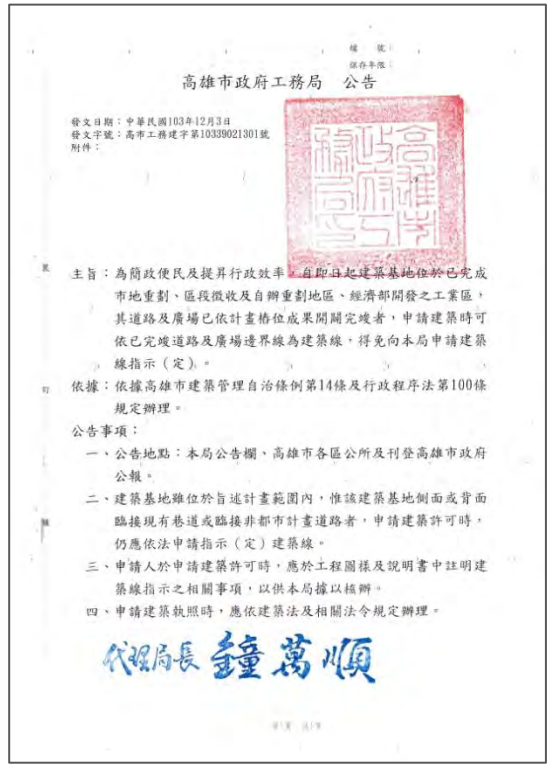 檔　號：
保存年限：
高雄市政府工務局　公告
發文日期：中華民國103年12月3日
發文字號：高市工務建字第10339021301號
附件：
高雄市政府工務局印
主旨：為簡政便民及提昇行政效率，自即日起建築基地位於已完成
市地重劃、區段徵收及自辦重劃地區、經濟部開發之工業區，
其道路及廣場已依計畫樁位成果開闢完竣者，申請建築時可
依已完竣道路及廣場邊界線為建築線，得免向本局申請建築
線指示（定）。
依據：依據高雄市建築管理自治條例第14條及行政程序法第100條
規定辦理。
公告事項：
一、公告地點：本局公告欄、高雄市各區公所及刊登高雄市政府
公報。
二、建築基地雖位於旨述計畫範圍內，惟該建築基地側面或背面
臨接現有巷道或臨接非都市計畫道路者，申請建築許可時，
仍應依法申請指示（定）建築線。
三、申請人於申請建築許可時，應於工程圖樣及說明書中註明建
築線指示之相關事項，以供本局據以核辦。
四、申請建築執照時，應依建築法及相關法令規定辦理。
代理局長 鐘萬順
裝
訂
線
第1頁　共1頁